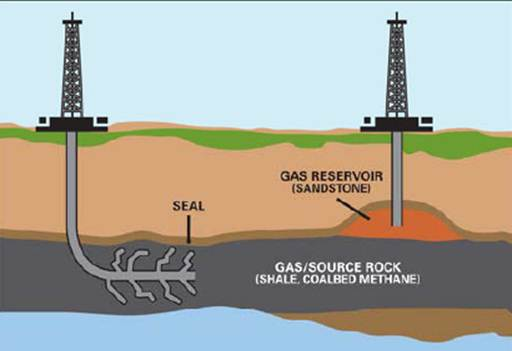 GAS RESERVOIR
(SANDSTONE)
SEAL
GAS/SOURCE ROCK
(SHALE, COALBED METHANE)